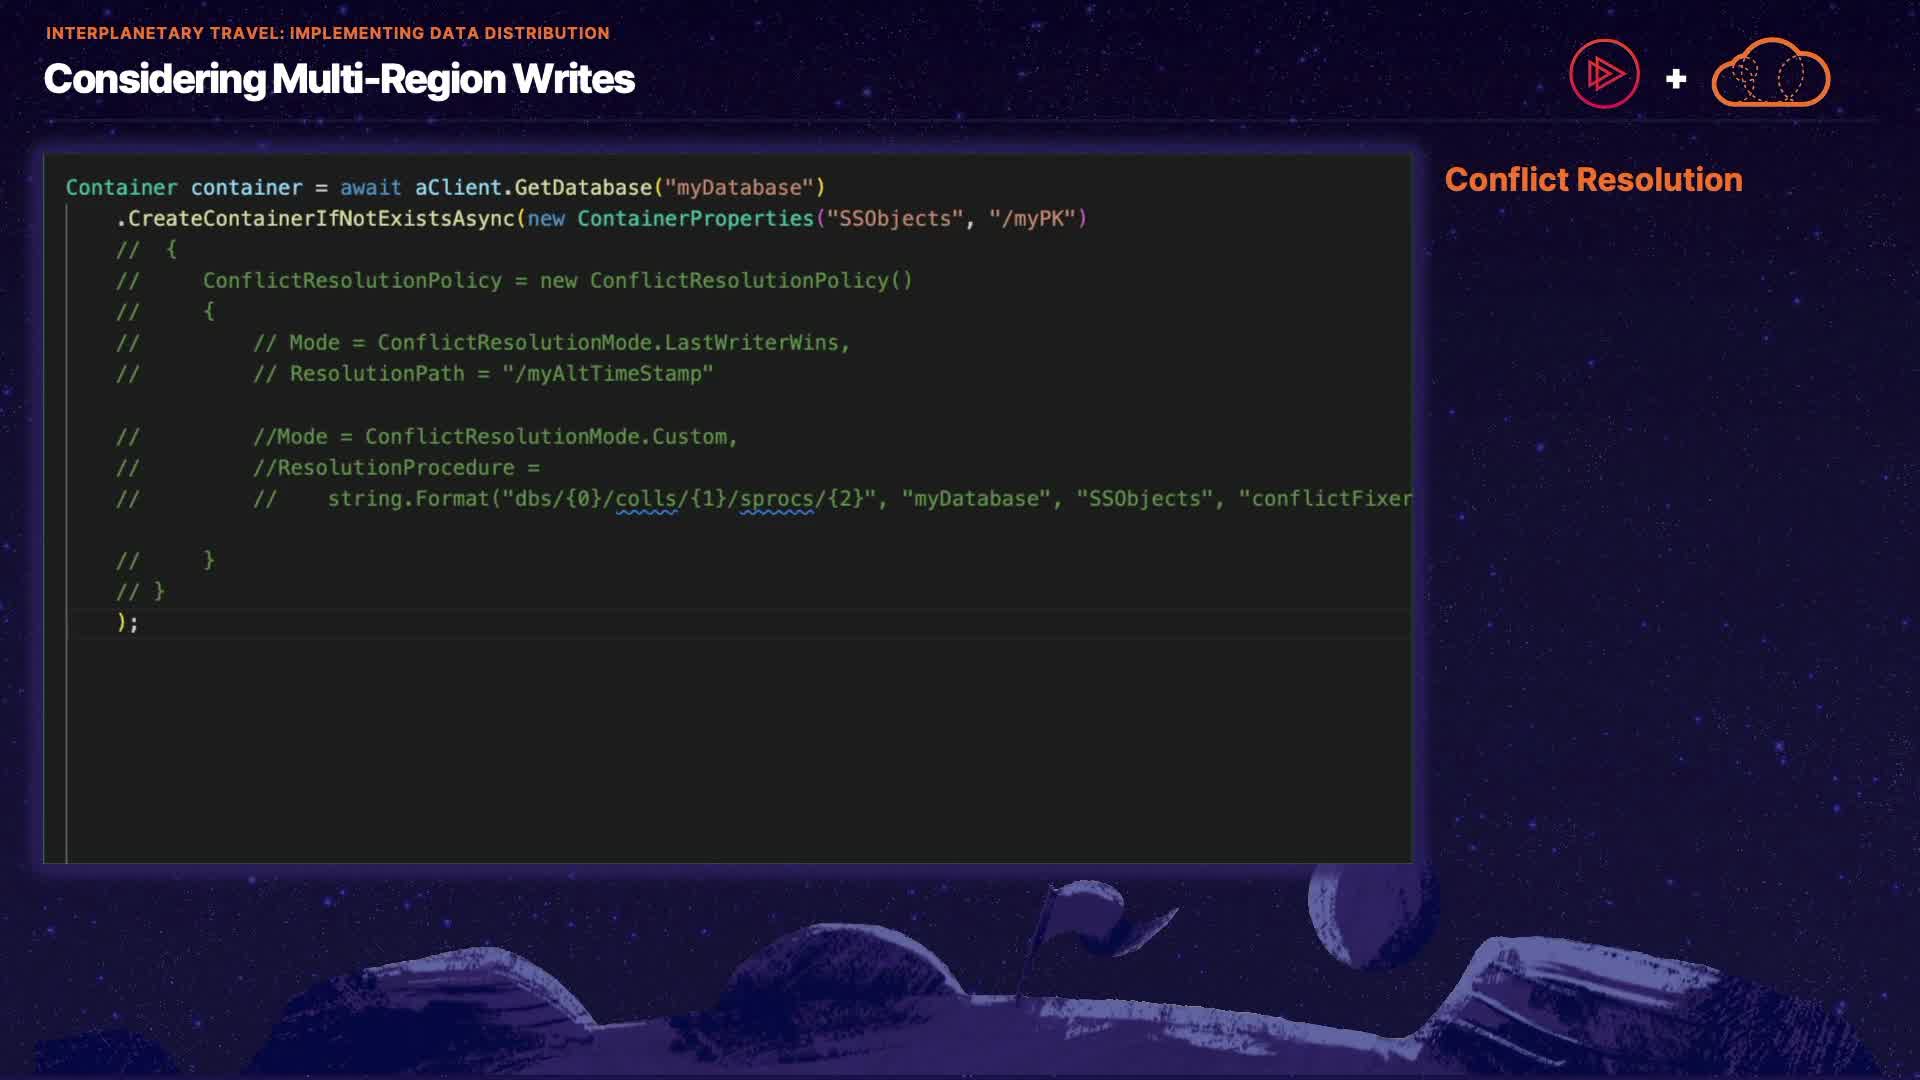 INTERPLANETARY TRAVEL: IMPLEMENTING DATA DISTRIBUTION
Considering Multi-Region Writes
+
Container container = await aClient.GetDatabase("myDatabase")
    .CreateContainerIfNotExistsAsync(new ContainerProperties("SSObjects", "/myPK")
    //  {
    //     ConflictResolutionPolicy = new ConflictResolutionPolicy()
    //     {
    //         // Mode = ConflictResolutionMode.LastWriterWins,
    //         // ResolutionPath = "/myAltTimeStamp"
    //         //Mode = ConflictResolutionMode.Custom,
    //         //ResolutionProcedure =
    //         //    string.Format("dbs/{0}/colls/{1}/sprocs/{2}", "myDatabase", "SSObjects", "conflictFixer
    //     }
    // }
    );
Conflict Resolution